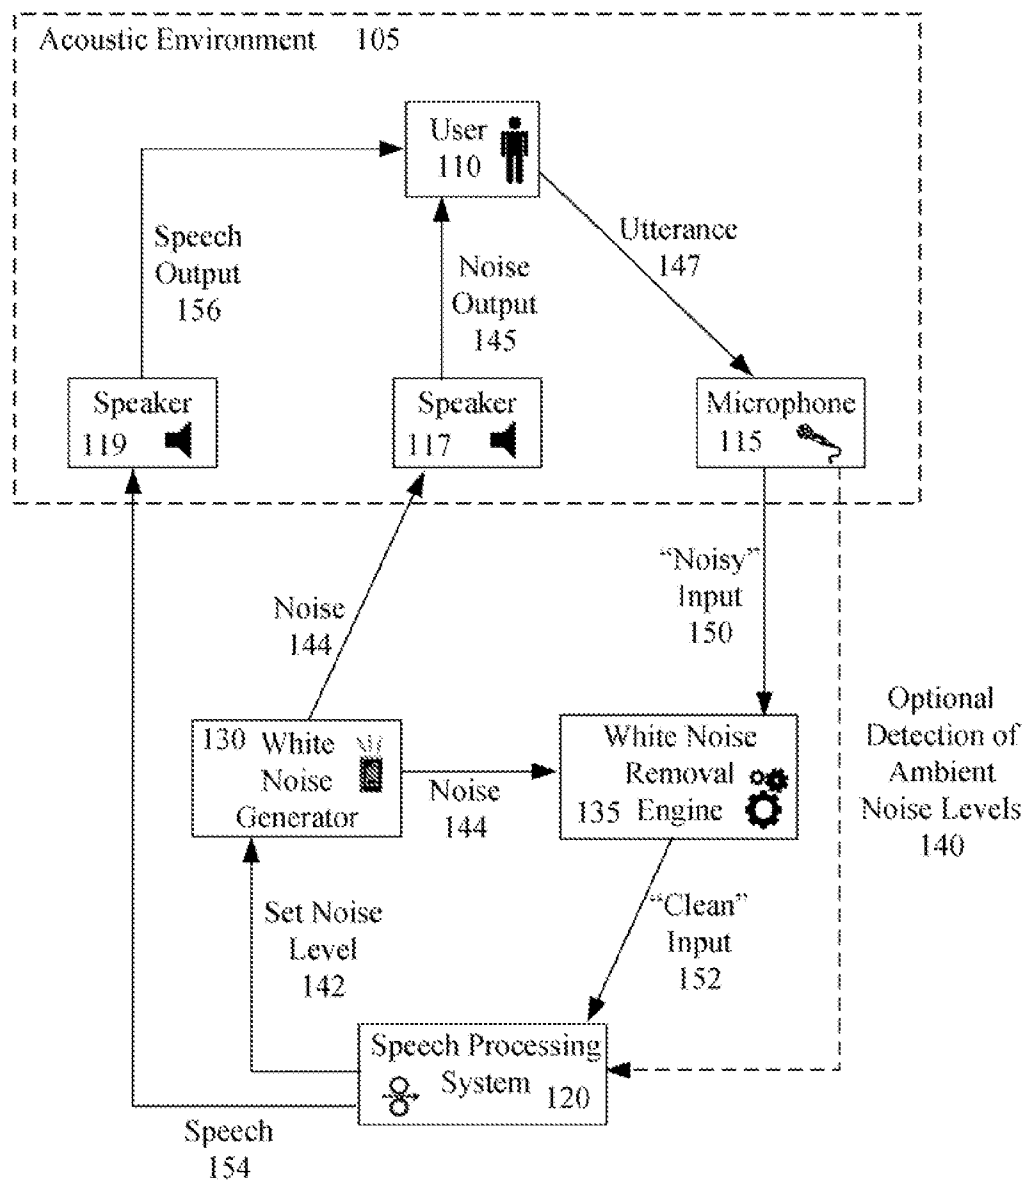 Acoustic Environment 105
User
110
Speech
Output
156
Noise
Output
145
Utterance
147
Speaker
119
Speaker
117
Microphone
115
"Noisy"
Input
150
Noise
144
Optional
Detection of
Ambient
Noise Levels
140
130 White
Noise
Generator
Noise
144
White Noise
Removal
135 Engine
Set Noise
Level
142
"Clean"
Input
152
Speech Processing
System 120
Speech
154